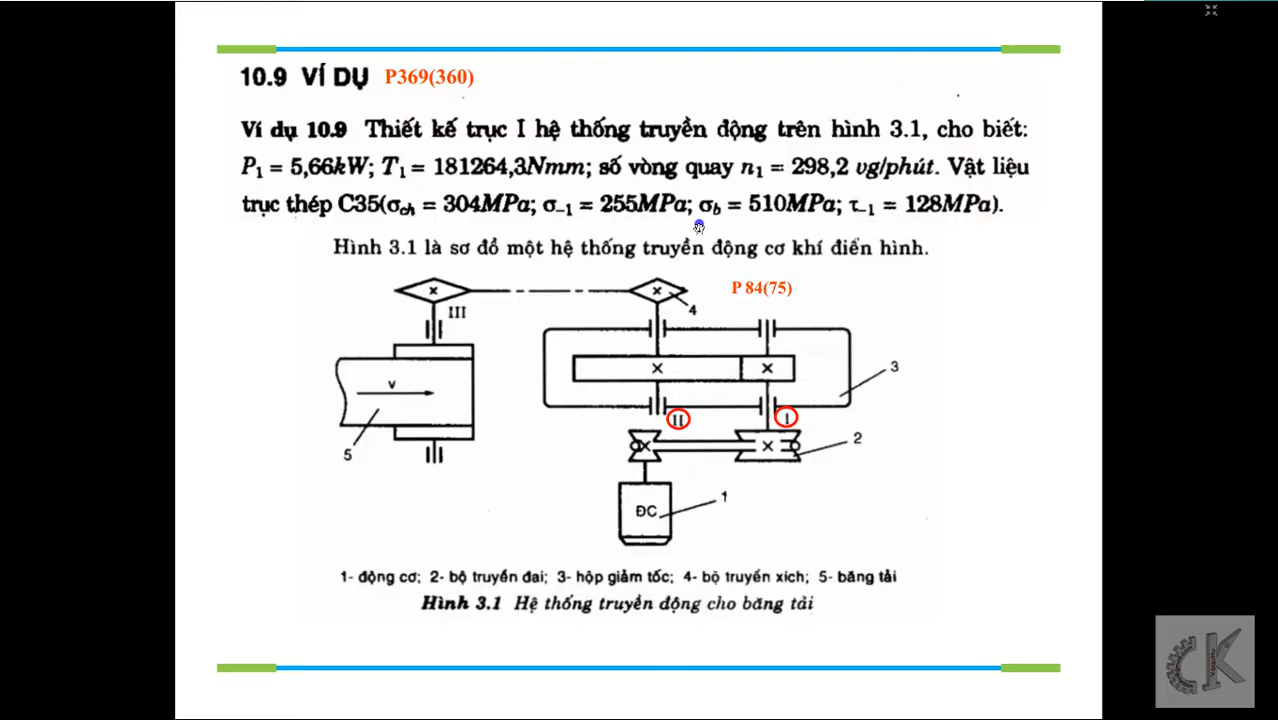 10.9 VÍ DỤ P369(360)
Ví dụ 10.9 Thiết kế trục I hệ thống truyền động trên hình 3.1, cho biết:
P₁ = 5,66kW; T₁ = 181264,3Nmm; số vòng quay n₁ = 298,2 vg/phút. Vật liệu
trục thép C35(σch = 304MPa; σ₋₁ = 255MPa; σb = 510MPa; τ₋₁ = 128MPa).
Hình 3.1 là sơ đồ một hệ thống truyền động cơ khí điển hình.
P 84(75)
III
4
v
3
II
I
2
5
1
ĐC
1- động cơ; 2- bộ truyền đai; 3- hộp giảm tốc; 4- bộ truyền xích; 5- băng tải
Hình 3.1 Hệ thống truyền động cho băng tải
CK